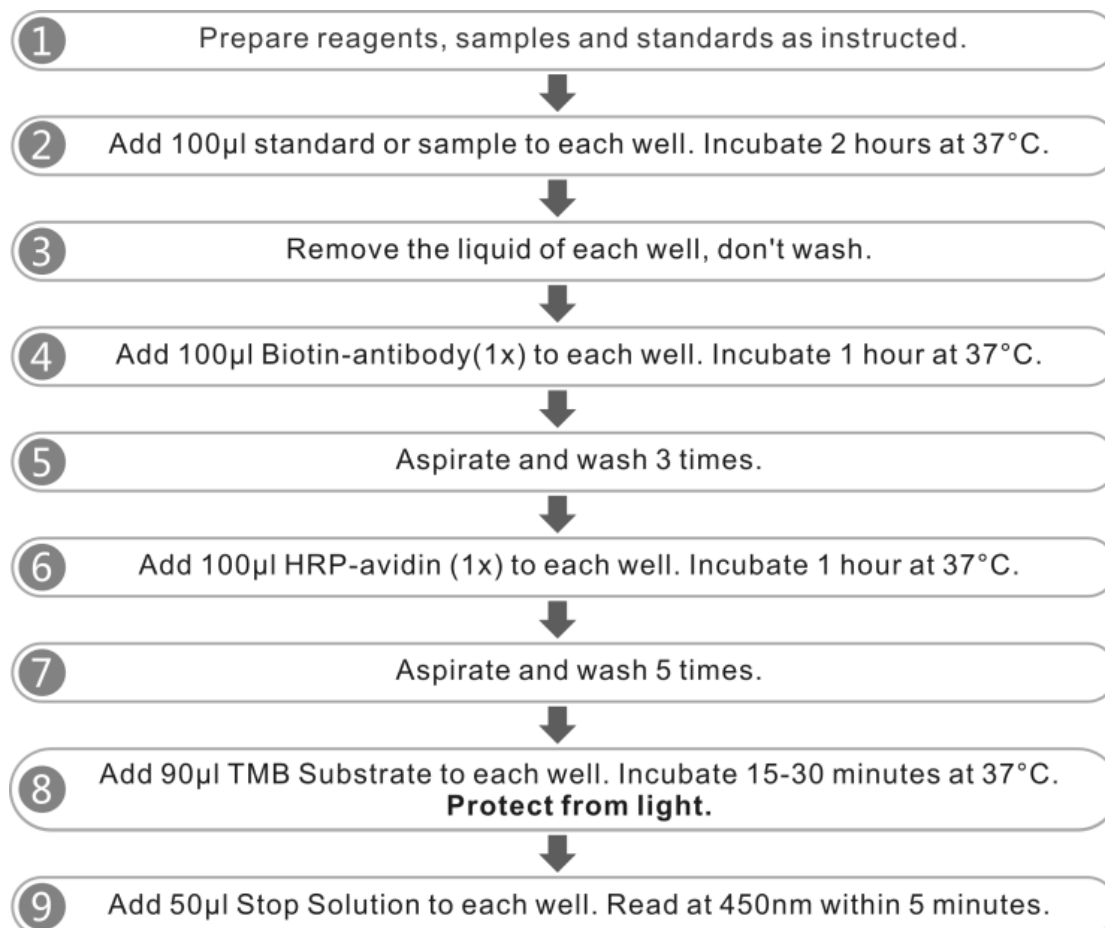 1 Prepare reagents, samples and standards as instructed.
2 Add 100µl standard or sample to each well. Incubate 2 hours at 37°C.
3 Remove the liquid of each well, don't wash.
4 Add 100µl Biotin-antibody(1x) to each well. Incubate 1 hour at 37°C.
5 Aspirate and wash 3 times.
6 Add 100µl HRP-avidin (1x) to each well. Incubate 1 hour at 37°C.
7 Aspirate and wash 5 times.
8 Add 90µl TMB Substrate to each well. Incubate 15-30 minutes at 37°C.
Protect from light.
9 Add 50µl Stop Solution to each well. Read at 450nm within 5 minutes.